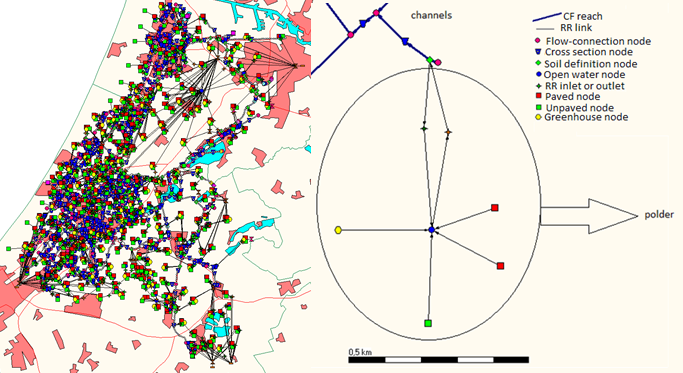 channels
CF reach
RR link
Flow-connection node
Cross section node
Soil definition node
Open water node
RR inlet or outlet
Paved node
Unpaved node
Greenhouse node
polder
0.5 km